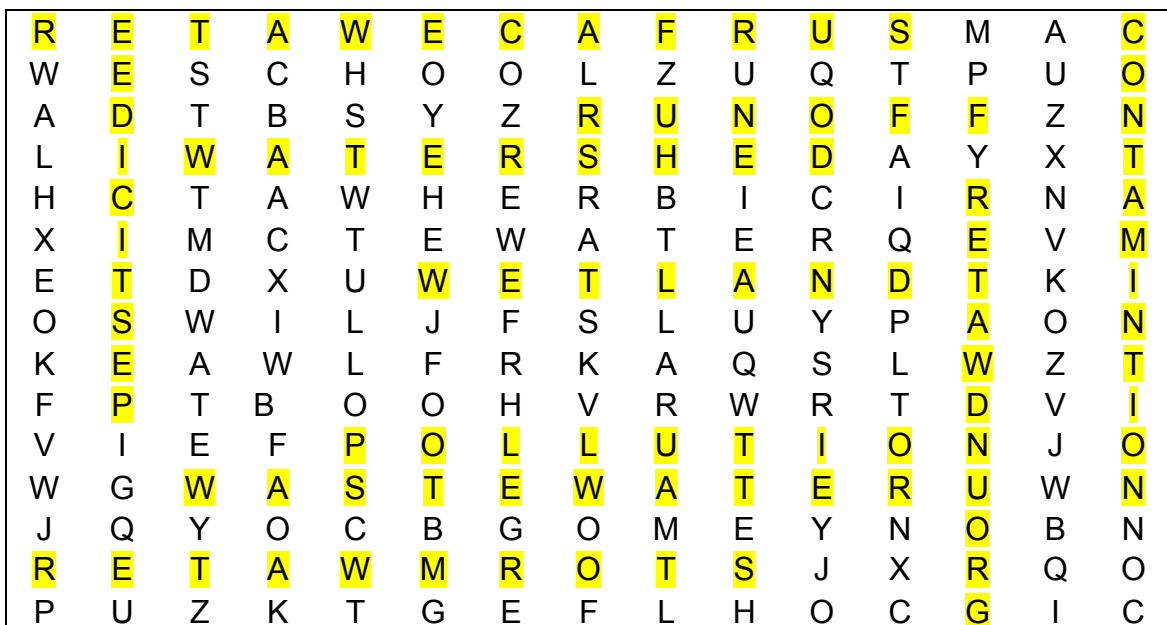 R E T A W E C A F R U S M A C
W E S C H O O L Z U Q T P U O
A D T B S Y Z R U N O F F Z N
L I W A T E R S H E D A Y X T
H C T A W H E R B I C I R N A
X I M C T E W A T E R Q E V M
E T D X U W E T L A N D T K I
O S W I L J F S L U Y P A O N
K E A W L F R K A Q S L W Z T
F P T B O O H V R W R T D V I
V I E F P O L L U T I O N J O
W G W A S T E W A T E R U W N
J Q Y O C B G O M E Y N O B N
R E T A W M R O T S J X R Q O
P U Z K T G E F L H O C G I C